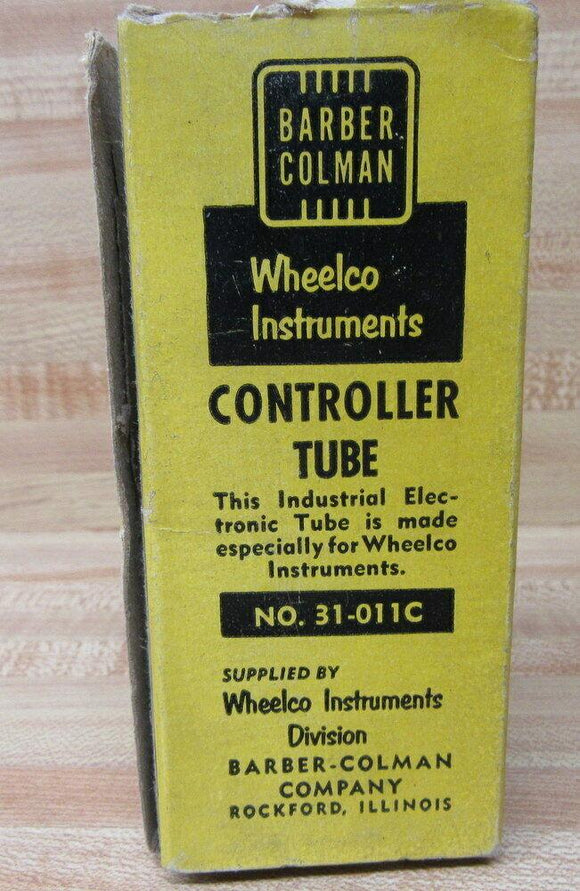 BARBER
COLMAN
Wheelco
Instruments
CONTROLLER
TUBE
This Industrial Elec-
tronic Tube is made
especially for Wheelco
Instruments.
NO. 31-011C
SUPPLIED BY
Wheelco Instruments
Division
BARBER-COLMAN
COMPANY
ROCKFORD, ILLINOIS